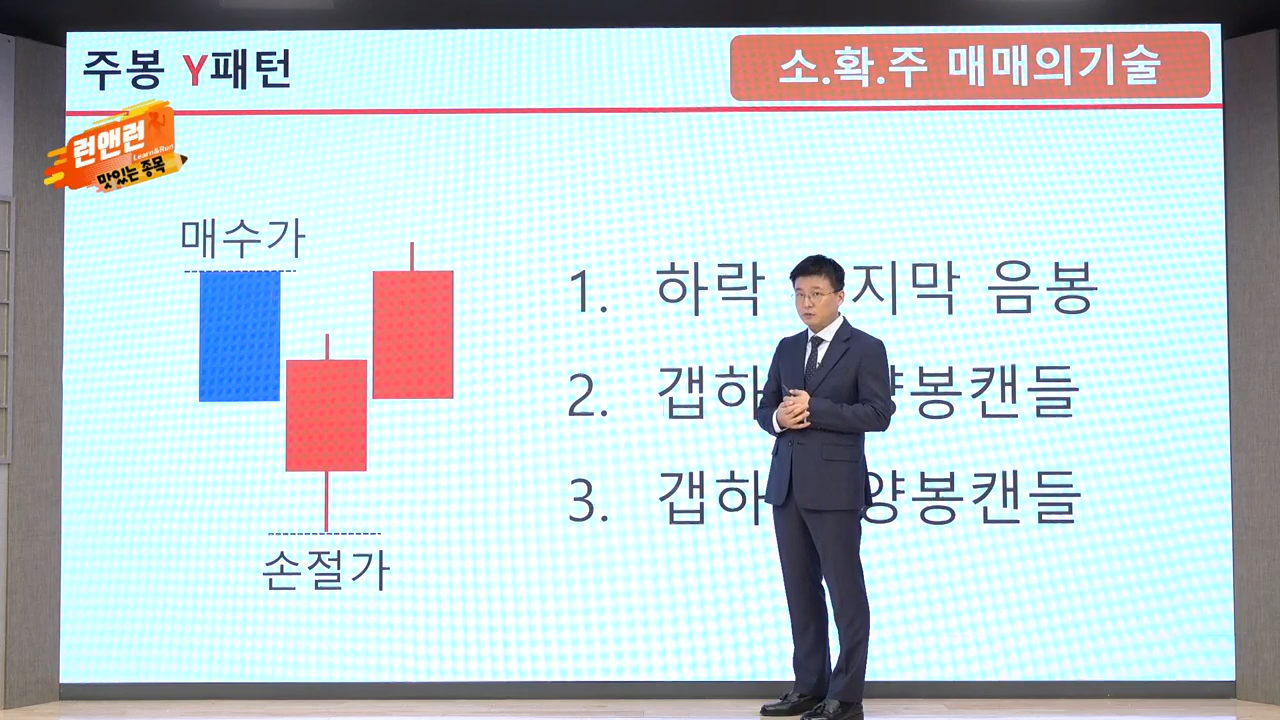 주봉 Y패턴
소.확.주 매매의기술
런앤런
Learn&Run
맛있는 종목
매수가
손절가
1. 하락 지막 음봉
2. 갭하 봉캔들
3. 갭하 양봉캔들